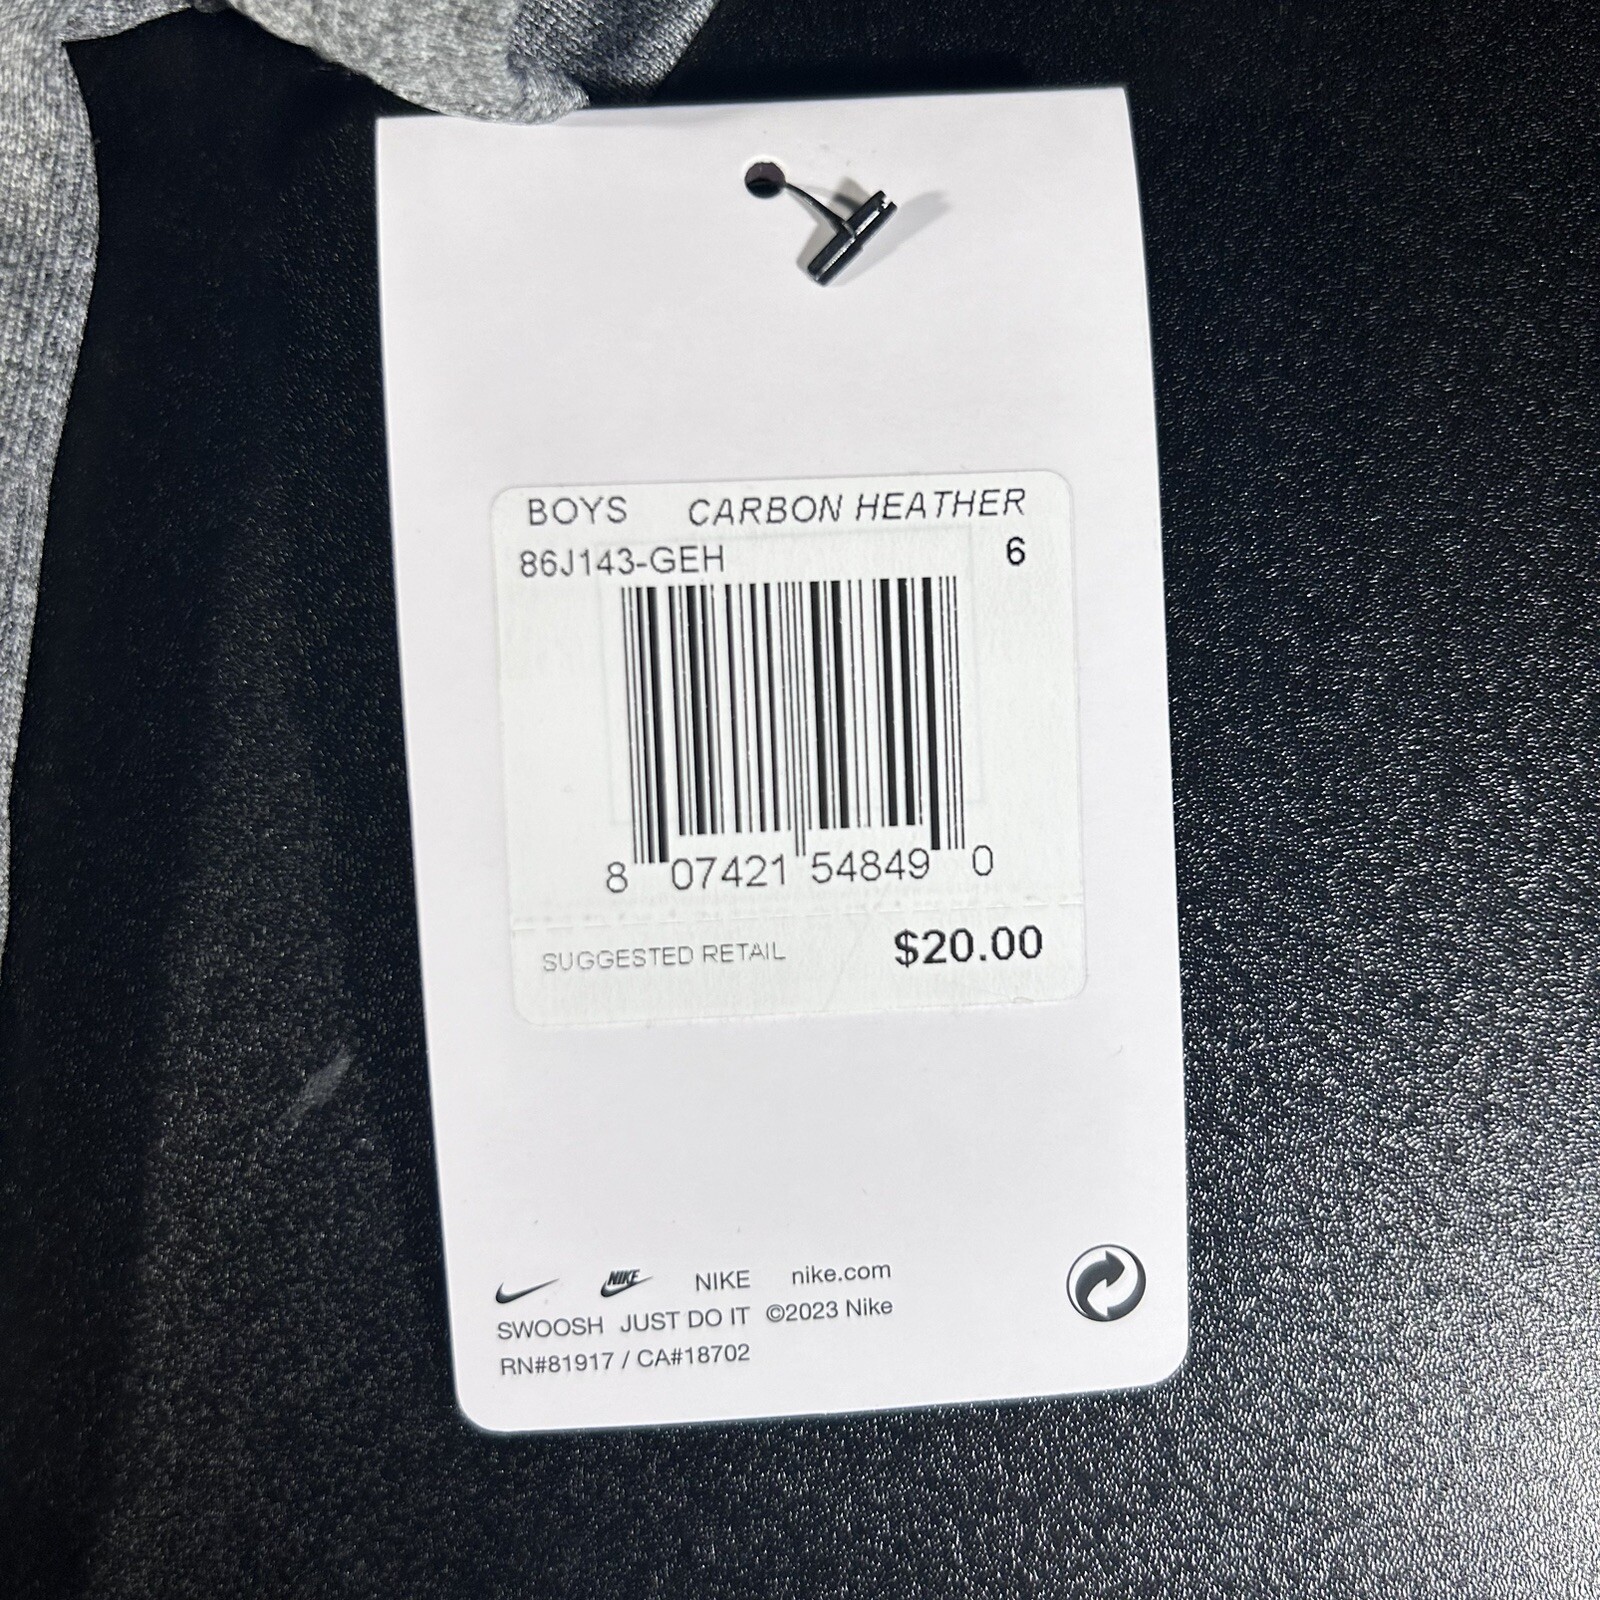 BOYS CARBON HEATHER
86J143-GEH 6
8 07421 54849 0
SUGGESTED RETAIL $20.00
NIKE NIKE nike.com
SWOOSH JUST DO IT ©2023 Nike
RN#81917 / CA#18702